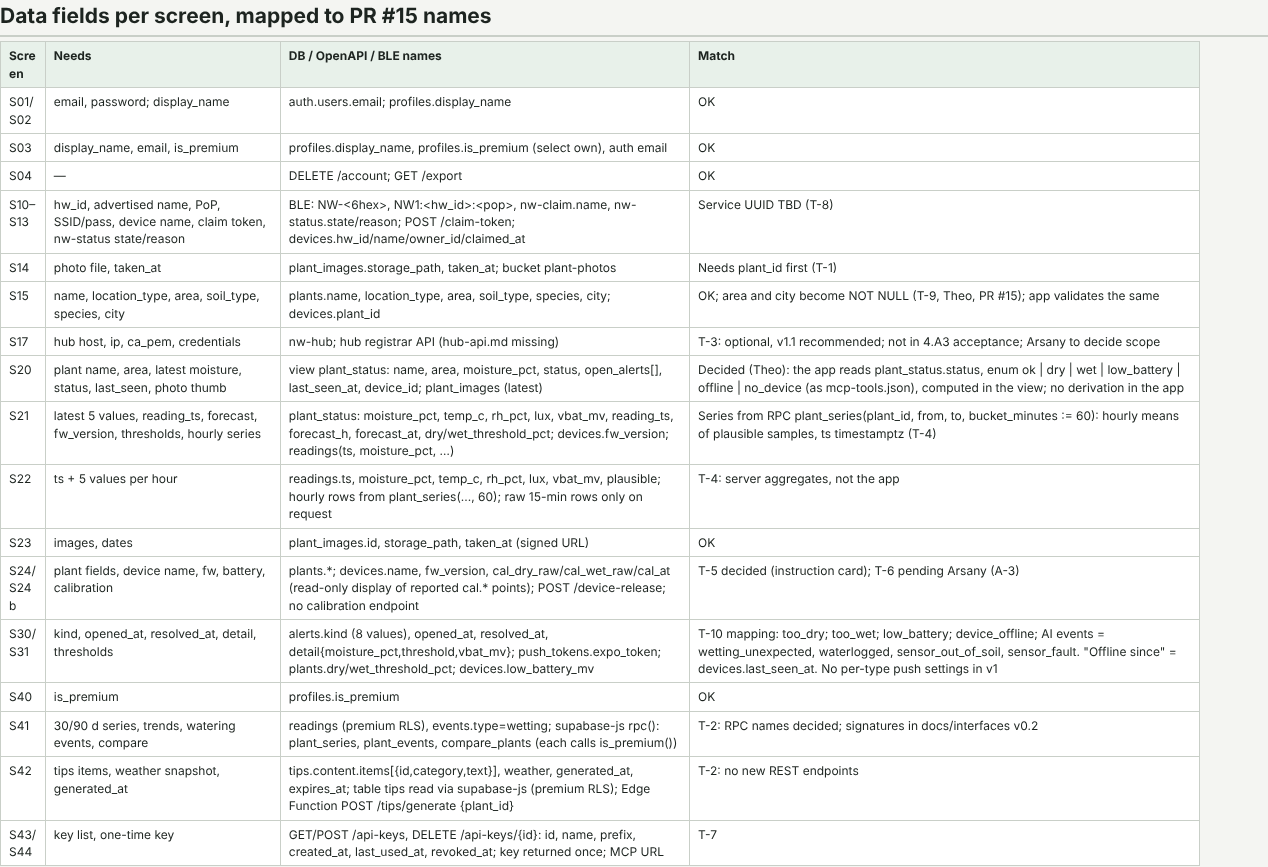 Data fields per screen, mapped to PR #15 names
Scre
en
Needs
DB / OpenAPI / BLE names
Match
S01/
S02
email, password; display_name
auth.users.email; profiles.display_name
OK
S03
display_name, email, is_premium
profiles.display_name, profiles.is_premium (select own), auth email
OK
S04
—
DELETE /account; GET /export
OK
S10–
S13
hw_id, advertised name, PoP,
SSID/pass, device name, claim token,
nw-status state/reason
BLE: NW-<6hex>, NW1:<hw_id>:<pop>, nw-claim.name, nw-
status.state/reason; POST /claim-token;
devices.hw_id/name/owner_id/claimed_at
Service UUID TBD (T-8)
S14
photo file, taken_at
plant_images.storage_path, taken_at; bucket plant-photos
Needs plant_id first (T-1)
S15
name, location_type, area, soil_type,
species, city
plants.name, location_type, area, soil_type, species, city;
devices.plant_id
OK; area and city become NOT NULL (T-9, Theo, PR #15); app validates the same
S17
hub host, ip, ca_pem, credentials
nw-hub; hub registrar API (hub-api.md missing)
T-3: optional, v1.1 recommended; not in 4.A3 acceptance; Arsany to decide scope
S20
plant name, area, latest moisture,
status, last_seen, photo thumb
view plant_status: name, area, moisture_pct, status, open_alerts[],
last_seen_at, device_id; plant_images (latest)
Decided (Theo): the app reads plant_status.status, enum ok | dry | wet | low_battery |
offline | no_device (as mcp-tools.json), computed in the view; no derivation in the app
S21
latest 5 values, reading_ts, forecast,
fw_version, thresholds, hourly series
plant_status: moisture_pct, temp_c, rh_pct, lux, vbat_mv, reading_ts,
forecast_h, forecast_at, dry/wet_threshold_pct; devices.fw_version;
readings(ts, moisture_pct, ...)
Series from RPC plant_series(plant_id, from, to, bucket_minutes := 60): hourly means
of plausible samples, ts timestamptz (T-4)
S22
ts + 5 values per hour
readings.ts, moisture_pct, temp_c, rh_pct, lux, vbat_mv, plausible;
hourly rows from plant_series(..., 60); raw 15-min rows only on
request
T-4: server aggregates, not the app
S23
images, dates
plant_images.id, storage_path, taken_at (signed URL)
OK
S24/
S24
b
plant fields, device name, fw, battery,
calibration
plants.*; devices.name, fw_version, cal_dry_raw/cal_wet_raw/cal_at
(read-only display of reported cal.* points); POST /device-release;
no calibration endpoint
T-5 decided (instruction card); T-6 pending Arsany (A-3)
S30/
S31
kind, opened_at, resolved_at, detail,
thresholds
alerts.kind (8 values), opened_at, resolved_at,
detail{moisture_pct,threshold,vbat_mv}; push_tokens.expo_token;
plants.dry/wet_threshold_pct; devices.low_battery_mv
T-10 mapping: too_dry; too_wet; low_battery; device_offline; AI events =
wetting_unexpected, waterlogged, sensor_out_of_soil, sensor_fault. "Offline since" =
devices.last_seen_at. No per-type push settings in v1
S40
is_premium
profiles.is_premium
OK
S41
30/90 d series, trends, watering
events, compare
readings (premium RLS), events.type=wetting; supabase-js rpc():
plant_series, plant_events, compare_plants (each calls is_premium())
T-2: RPC names decided; signatures in docs/interfaces v0.2
S42
tips items, weather snapshot,
generated_at
tips.content.items[{id,category,text}], weather, generated_at,
expires_at; table tips read via supabase-js (premium RLS); Edge
Function POST /tips/generate {plant_id}
T-2: no new REST endpoints
S43/
S44
key list, one-time key
GET/POST /api-keys, DELETE /api-keys/{id}: id, name, prefix,
created_at, last_used_at, revoked_at; key returned once; MCP URL
T-7